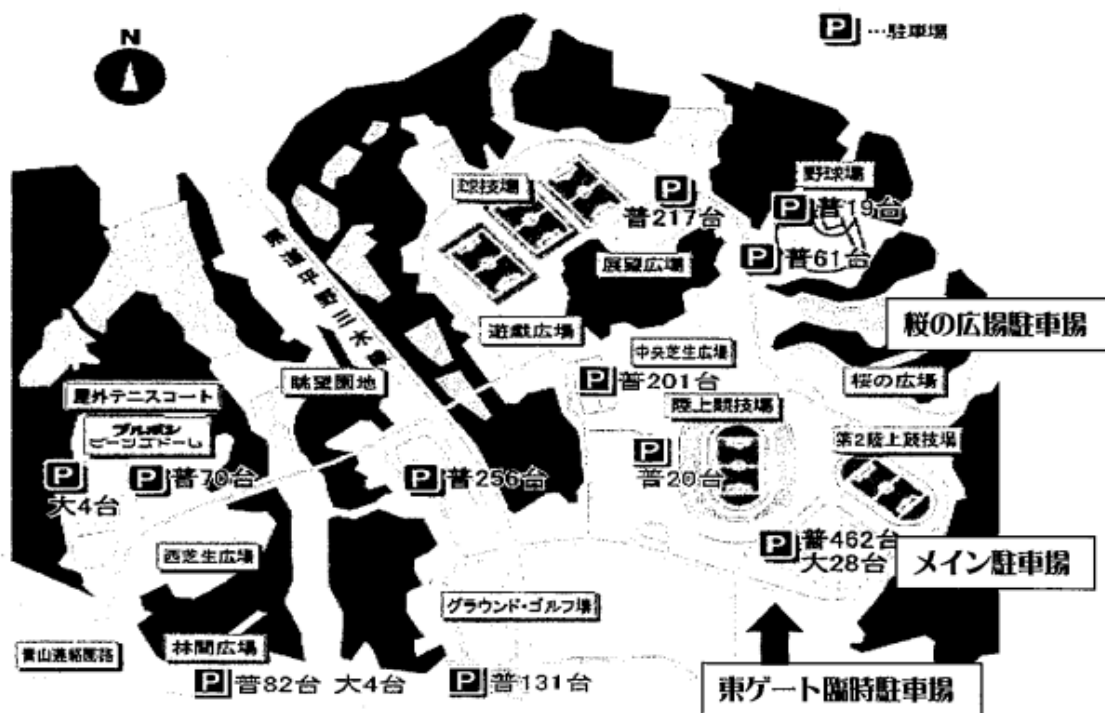 N
P …駐車場
球技場
野球場
P
普217台
P 普19台
P 普61台
展望広場
桜の広場駐車場
遊戯広場
中央芝生広場
P 普201台
桜の広場
眺望園地
屋外テニスコート
陸上競技場
ブルボン
ビーンズドーム
第2陸上競技場
P
大4台
P 普70台
P 普256台
P
普20台
P 普462台
大28台
メイン駐車場
西芝生広場
グラウンド・ゴルフ場
林間広場
P 普82台 大4台
P 普131台
東ゲート臨時駐車場